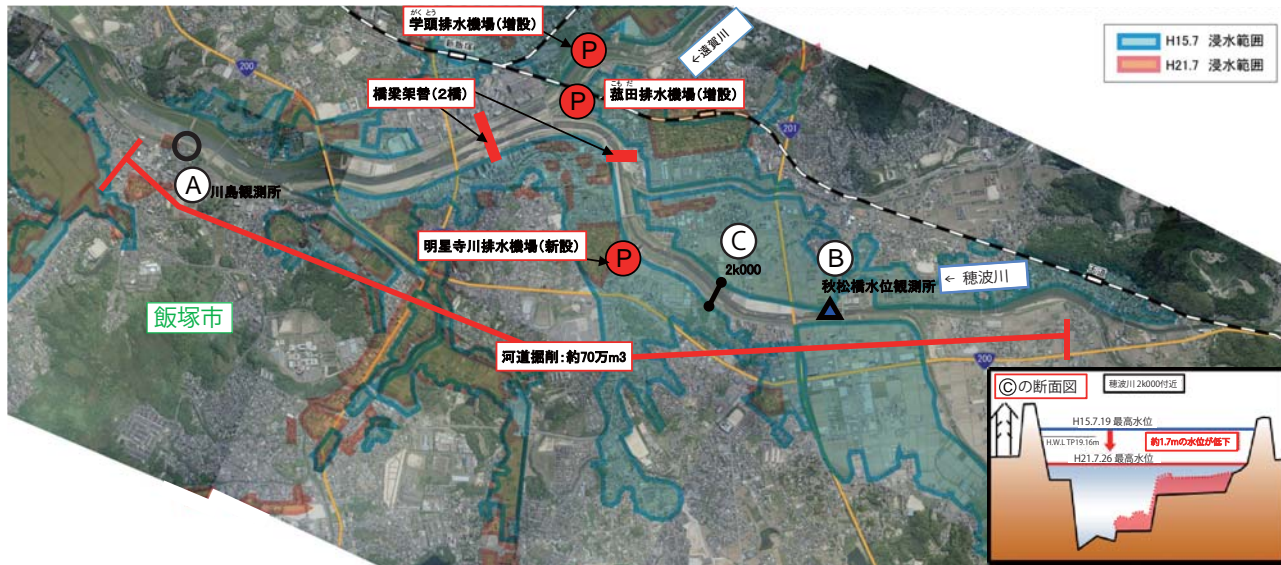 がくとう
学頭排水機場(増設)
新飯塚
200
←遠賀川
H15.7 浸水範囲
H21.7 浸水範囲
P
橋梁架替(2橋)
P
こもだ
菰田排水機場(増設)
201
A
川島観測所
明星寺川排水機場(新設)
P
C
2k000
B
秋松橋水位観測所
← 穂波川
飯塚市
河道掘削:約70万m3
200
Ⓒの断面図
穂波川 2k000付近
H15.7.19 最高水位
H.W.L TP19.16m
約1.7mの水位が低下
H21.7.26 最高水位